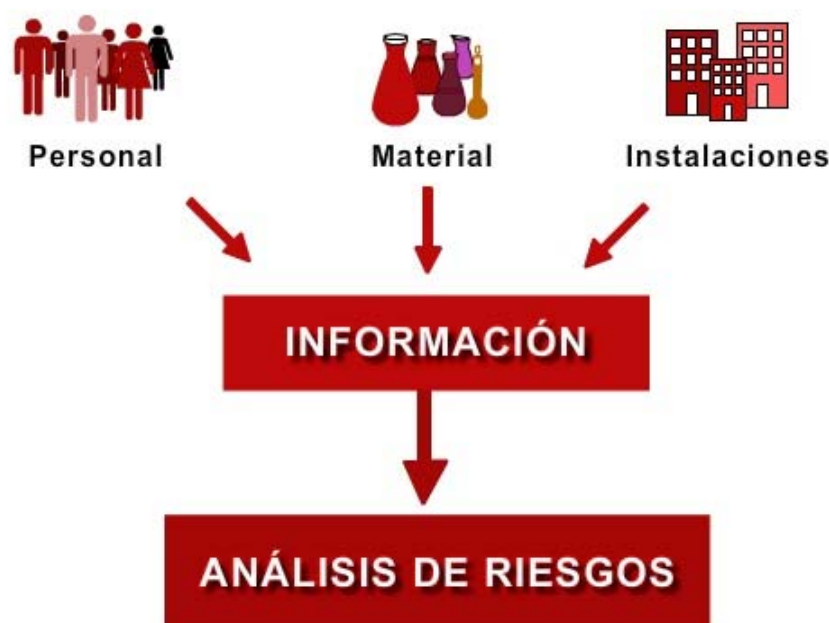 Personal
Material
Instalaciones
INFORMACIÓN
ANÁLISIS DE RIESGOS